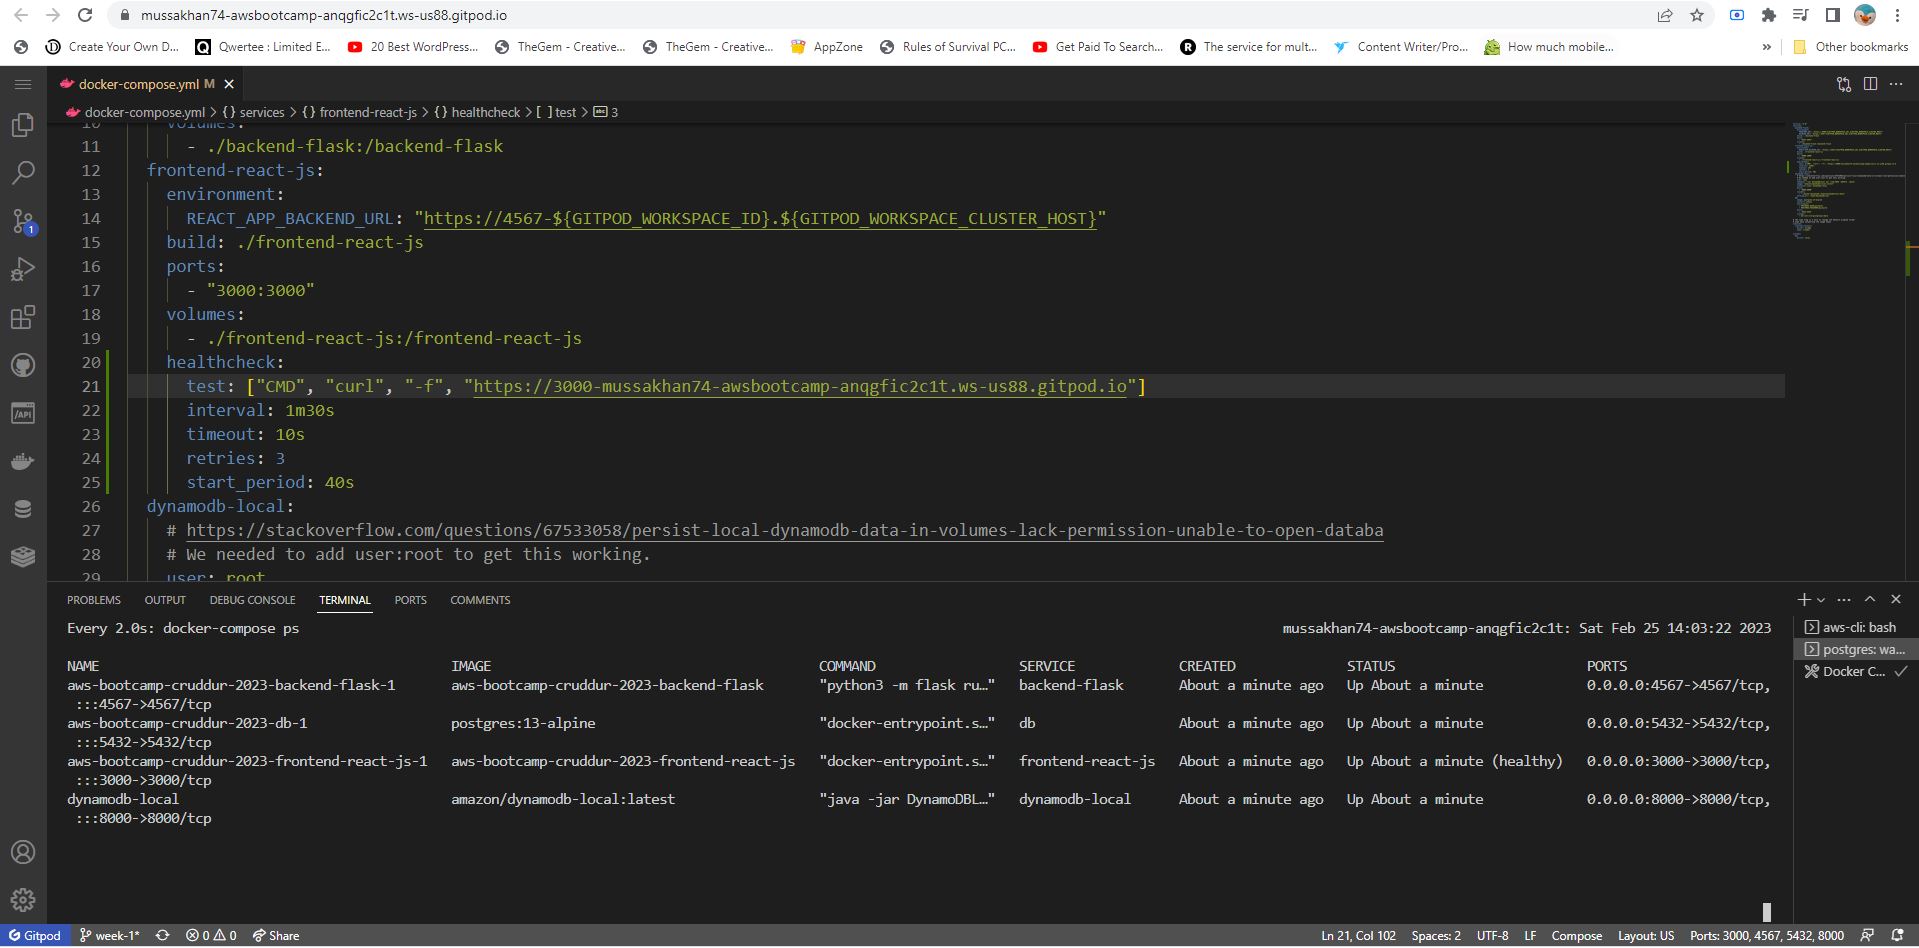 mussakhan74-awsbootcamp-anqgfic2c1t.ws-us88.gitpod.io
Create Your Own D... Qwertee : Limited E... 20 Best WordPress... TheGem - Creative... TheGem - Creative... AppZone Rules of Survival PC... Get Paid To Search... The service for mult... Content Writer/Pro... How much mobile... » Other bookmarks
docker-compose.yml M
docker-compose.yml > {} services > {} frontend-react-js > {} healthcheck > [ ] test > abc 3
10 volumes:
11 - ./backend-flask:/backend-flask
12 frontend-react-js:
13 environment:
14 REACT_APP_BACKEND_URL: "https://4567-${GITPOD_WORKSPACE_ID}.${GITPOD_WORKSPACE_CLUSTER_HOST}"
15 build: ./frontend-react-js
16 ports:
17 - "3000:3000"
18 volumes:
19 - ./frontend-react-js:/frontend-react-js
20 healthcheck:
21 test: ["CMD", "curl", "-f", "https://3000-mussakhan74-awsbootcamp-anqgfic2c1t.ws-us88.gitpod.io"]
22 interval: 1m30s
23 timeout: 10s
24 retries: 3
25 start_period: 40s
26 dynamodb-local:
27 # https://stackoverflow.com/questions/67533058/persist-local-dynamodb-data-in-volumes-lack-permission-unable-to-open-databa
28 # We needed to add user:root to get this working.
29 user: root
1
/API
PROBLEMS OUTPUT DEBUG CONSOLE TERMINAL PORTS COMMENTS
Every 2.0s: docker-compose ps mussakhan74-awsbootcamp-anqgfic2c1t: Sat Feb 25 14:03:22 2023
NAME IMAGE COMMAND SERVICE CREATED STATUS PORTS
aws-bootcamp-cruddur-2023-backend-flask-1 aws-bootcamp-cruddur-2023-backend-flask "python3 -m flask ru…" backend-flask About a minute ago Up About a minute 0.0.0.0:4567->4567/tcp,
:::4567->4567/tcp
aws-bootcamp-cruddur-2023-db-1 postgres:13-alpine "docker-entrypoint.s…" db About a minute ago Up About a minute 0.0.0.0:5432->5432/tcp,
:::5432->5432/tcp
aws-bootcamp-cruddur-2023-frontend-react-js-1 aws-bootcamp-cruddur-2023-frontend-react-js "docker-entrypoint.s…" frontend-react-js About a minute ago Up About a minute (healthy) 0.0.0.0:3000->3000/tcp,
:::3000->3000/tcp
dynamodb-local amazon/dynamodb-local:latest "java -jar DynamoDBL…" dynamodb-local About a minute ago Up About a minute 0.0.0.0:8000->8000/tcp,
:::8000->8000/tcp
aws-cli: bash
postgres: wa...
Docker C...
Gitpod week-1* 0 0 Share Ln 21, Col 102 Spaces: 2 UTF-8 LF Compose Layout: US Ports: 3000, 4567, 5432, 8000